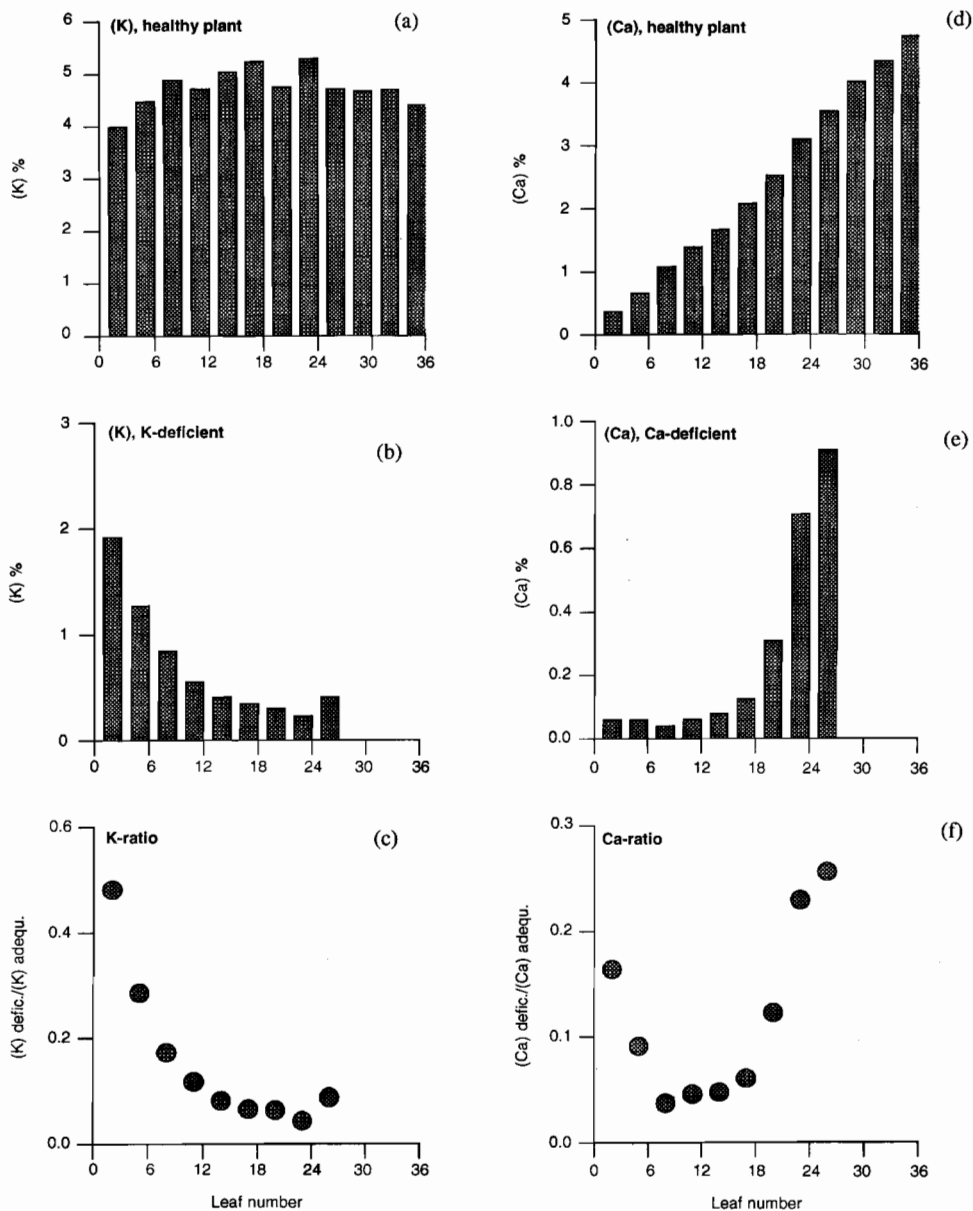 (K), healthy plant
(a)
6
5
4
3
2
1
0
(K) %
0 6 12 18 24 30 36
(Ca), healthy plant
(d)
5
4
3
2
1
0
(Ca) %
0 6 12 18 24 30 36
(K), K-deficient
(b)
3
2
1
0
(K) %
0 6 12 18 24 30 36
(Ca), Ca-deficient
(e)
1.0
0.8
0.6
0.4
0.2
0.0
(Ca) %
0 6 12 18 24 30 36
K-ratio
(c)
0.6
0.4
0.2
0.0
(K) defic./(K) adequ.
0 6 12 18 24 30 36
Leaf number
Ca-ratio
(f)
0.3
0.2
0.1
0.0
(Ca) defic./(Ca) adequ.
0 6 12 18 24 30 36
Leaf number